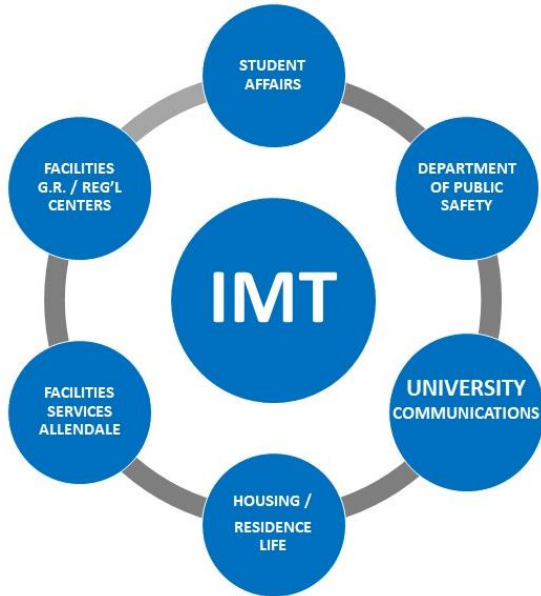 STUDENT
AFFAIRS
DEPARTMENT
OF PUBLIC
SAFETY
UNIVERSITY
COMMUNICATIONS
HOUSING /
RESIDENCE
LIFE
FACILITIES
SERVICES
ALLENDALE
FACILITIES
G.R. / REG'L
CENTERS
IMT